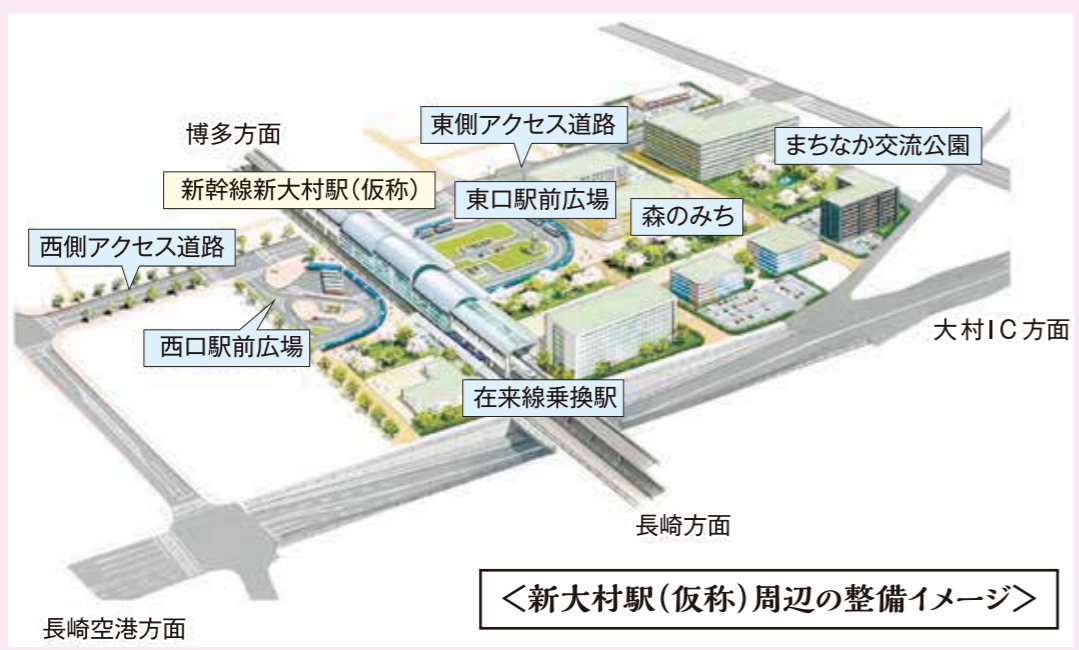 東側アクセス道路
博多方面
まちなか交流公園
新幹線新大村駅(仮称)
東口駅前広場
森のみち
西側アクセス道路
大村IC方面
西口駅前広場
在来線乗換駅
長崎方面
<新大村駅(仮称)周辺の整備イメージ>
長崎空港方面